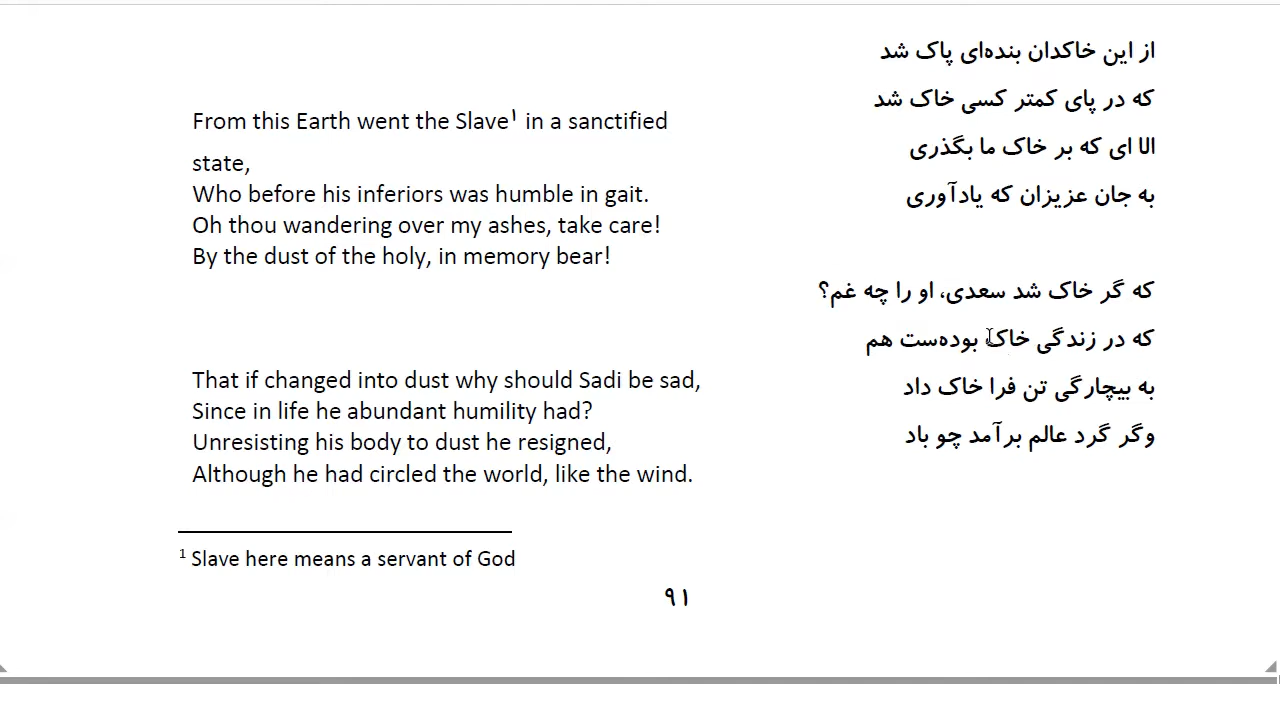 از این خاکدان بنده‌ای پاک شد
که در پای کمتر کسی خاک شد
الا ای که بر خاک ما بگذری
به جان عزیزان که یادآوری
که گر خاک شد سعدی، او را چه غم؟
که در زندگی خاک بوده‌ست هم
به بیچارگی تن فرا خاک داد
وگر گرد عالم برآمد چو باد
From this Earth went the Slave۱ in a sanctified
state,
Who before his inferiors was humble in gait.
Oh thou wandering over my ashes, take care!
By the dust of the holy, in memory bear!
That if changed into dust why should Sadi be sad,
Since in life he abundant humility had?
Unresisting his body to dust he resigned,
Although he had circled the world, like the wind.
1 Slave here means a servant of God
۹۱